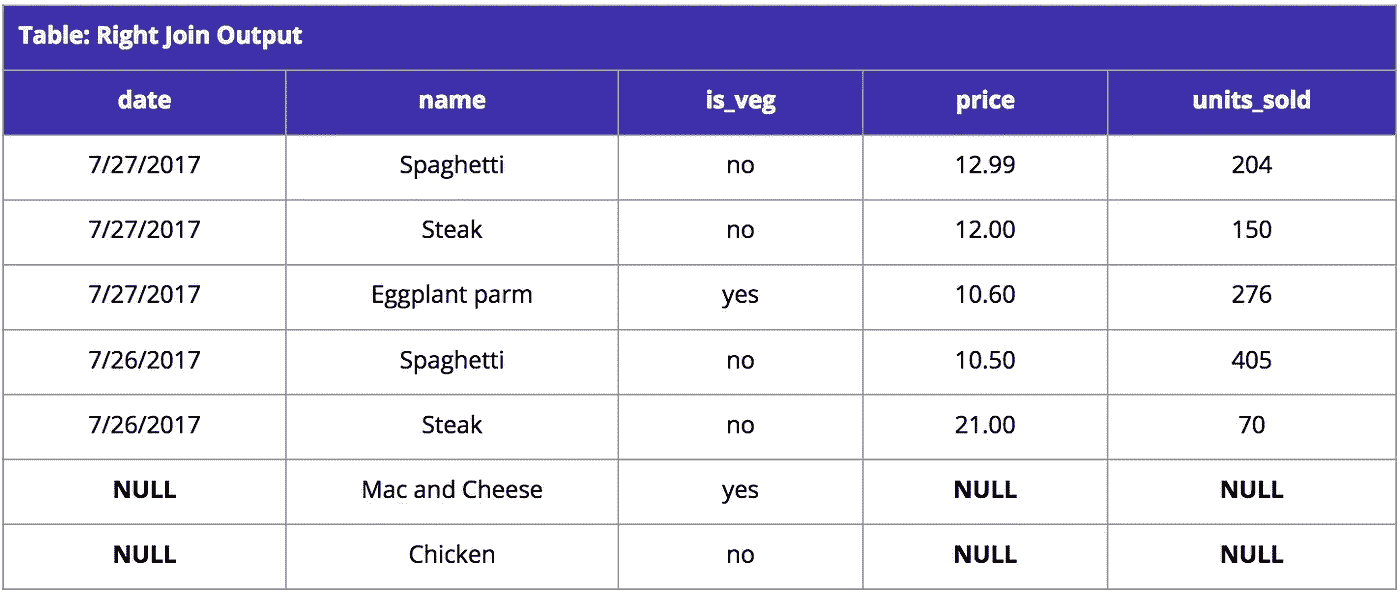 Table: Right Join Output
date name is_veg price units_sold
7/27/2017 Spaghetti no 12.99 204
7/27/2017 Steak no 12.00 150
7/27/2017 Eggplant parm yes 10.60 276
7/26/2017 Spaghetti no 10.50 405
7/26/2017 Steak no 21.00 70
NULL Mac and Cheese yes NULL NULL
NULL Chicken no NULL NULL